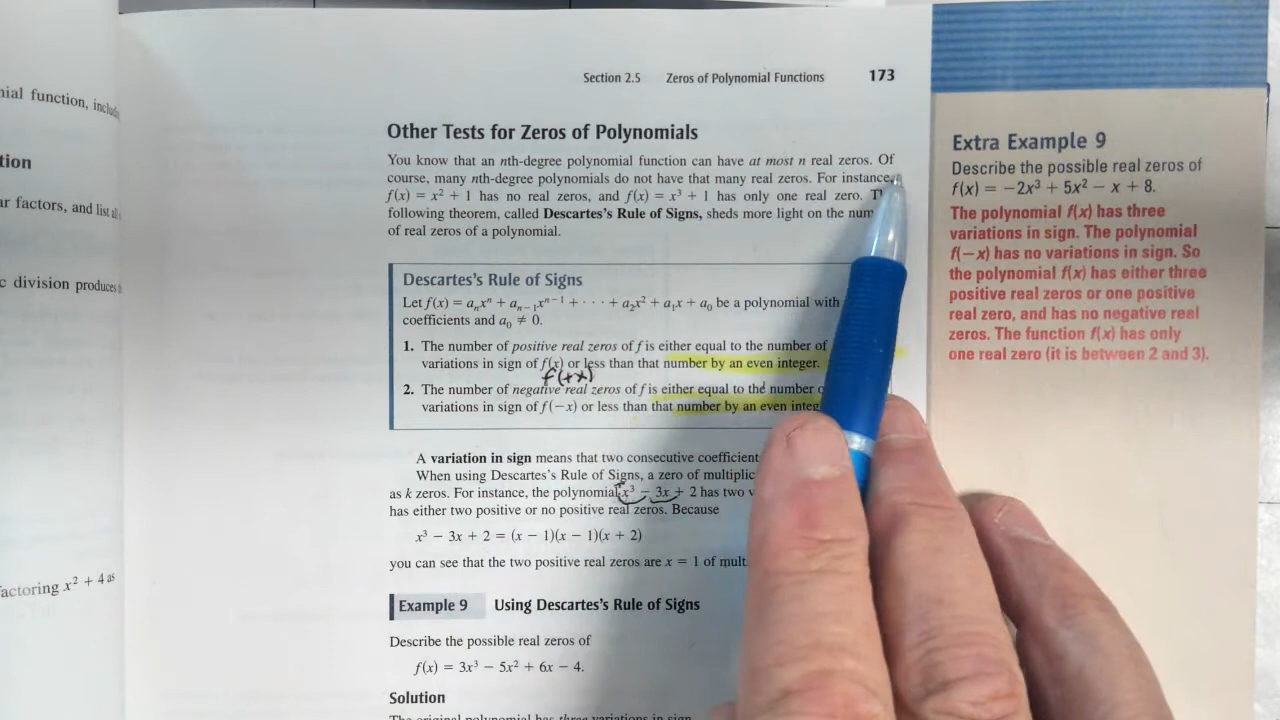 nial function, includ
tion
ar factors, and list all
c division produces
factoring x² + 4 as
Section 2.5 Zeros of Polynomial Functions 173
Other Tests for Zeros of Polynomials
You know that an nth-degree polynomial function can have at most n real zeros. Of
course, many nth-degree polynomials do not have that many real zeros. For instance,
f(x) = x² + 1 has no real zeros, and f(x) = x³ + 1 has only one real zero.
following theorem, called Descartes's Rule of Signs, sheds more light on the num
of real zeros of a polynomial.
Descartes's Rule of Signs
Let f(x) = aₙxⁿ + aₙ₋₁xⁿ⁻¹ + · · · + a₂x² + a₁x + a₀ be a polynomial with
coefficients and a₀ ≠ 0.
1. The number of positive real zeros of f is either equal to the number of
variations in sign of f(x) or less than that number by an even integer.
f(+x)
2. The number of negative real zeros of f is either equal to the number
variations in sign of f(−x) or less than that number by an even integ
A variation in sign means that two consecutive coefficient
When using Descartes's Rule of Signs, a zero of multiplic
as k zeros. For instance, the polynomial x³ − 3x + 2 has two v
has either two positive or no positive real zeros. Because
x³ − 3x + 2 = (x − 1)(x − 1)(x + 2)
you can see that the two positive real zeros are x = 1 of mult
Example 9 Using Descartes's Rule of Signs
Describe the possible real zeros of
f(x) = 3x³ − 5x² + 6x − 4.
Solution
The original polynomial has three variations in sign
Extra Example 9
Describe the possible real zeros of
f(x) = −2x³ + 5x² − x + 8.
The polynomial f(x) has three
variations in sign. The polynomial
f(−x) has no variations in sign. So
the polynomial f(x) has either three
positive real zeros or one positive
real zero, and has no negative real
zeros. The function f(x) has only
one real zero (it is between 2 and 3).